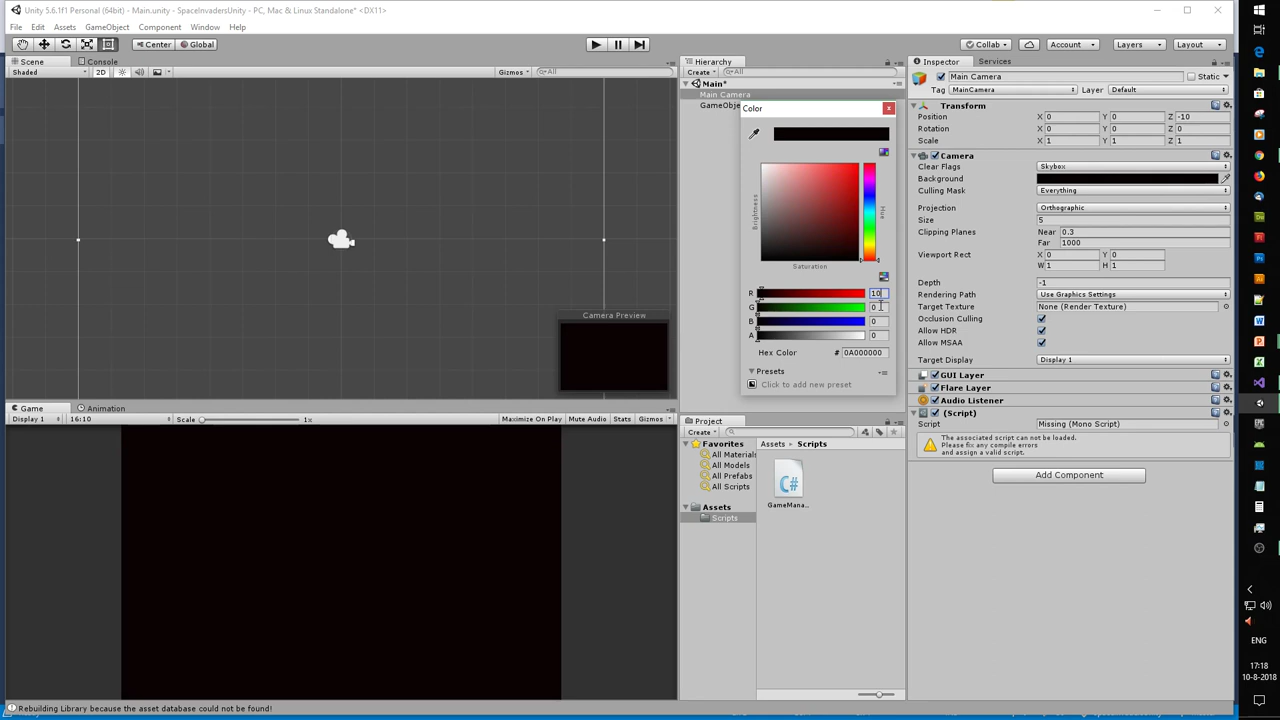 Unity 5.6.1f1 Personal (64bit) - Main.unity - SpaceInvadersUnity - PC, Mac & Linux Standalone* <DX11>
File Edit Assets GameObject Component Window Help
Center Global
Collab Account Layers Layout
Scene Console
Shaded 2D Gizmos All
Camera Preview
Game Animation
Display 1 16:10 Scale 1x Maximize On Play Mute Audio Stats Gizmos
Rebuilding Library because the asset database could not be found!
Hierarchy
Create All
Main*
Main Camera
GameObje
Color
Brightness
Hue
Saturation
R 10
G 0
B 0
A 0
Hex Color # 0A000000
Presets
Click to add new preset
Project
Create
Favorites
All Materials
All Models
All Prefabs
All Scripts
Assets
Scripts
Assets Scripts
C#
GameMana...
Inspector Services
Main Camera Static
Tag MainCamera Layer Default
Transform
Position X 0 Y 0 Z -10
Rotation X 0 Y 0 Z 0
Scale X 1 Y 1 Z 1
Camera
Clear Flags Skybox
Background
Culling Mask Everything
Projection Orthographic
Size 5
Clipping Planes Near 0.3
Far 1000
Viewport Rect X 0 Y 0
W 1 H 1
Depth -1
Rendering Path Use Graphics Settings
Target Texture None (Render Texture)
Occlusion Culling
Allow HDR
Allow MSAA
Target Display Display 1
GUI Layer
Flare Layer
Audio Listener
(Script)
Script Missing (Mono Script)
The associated script can not be loaded.
Please fix any compile errors
and assign a valid script.
Add Component
ENG
17:18
10-8-2018